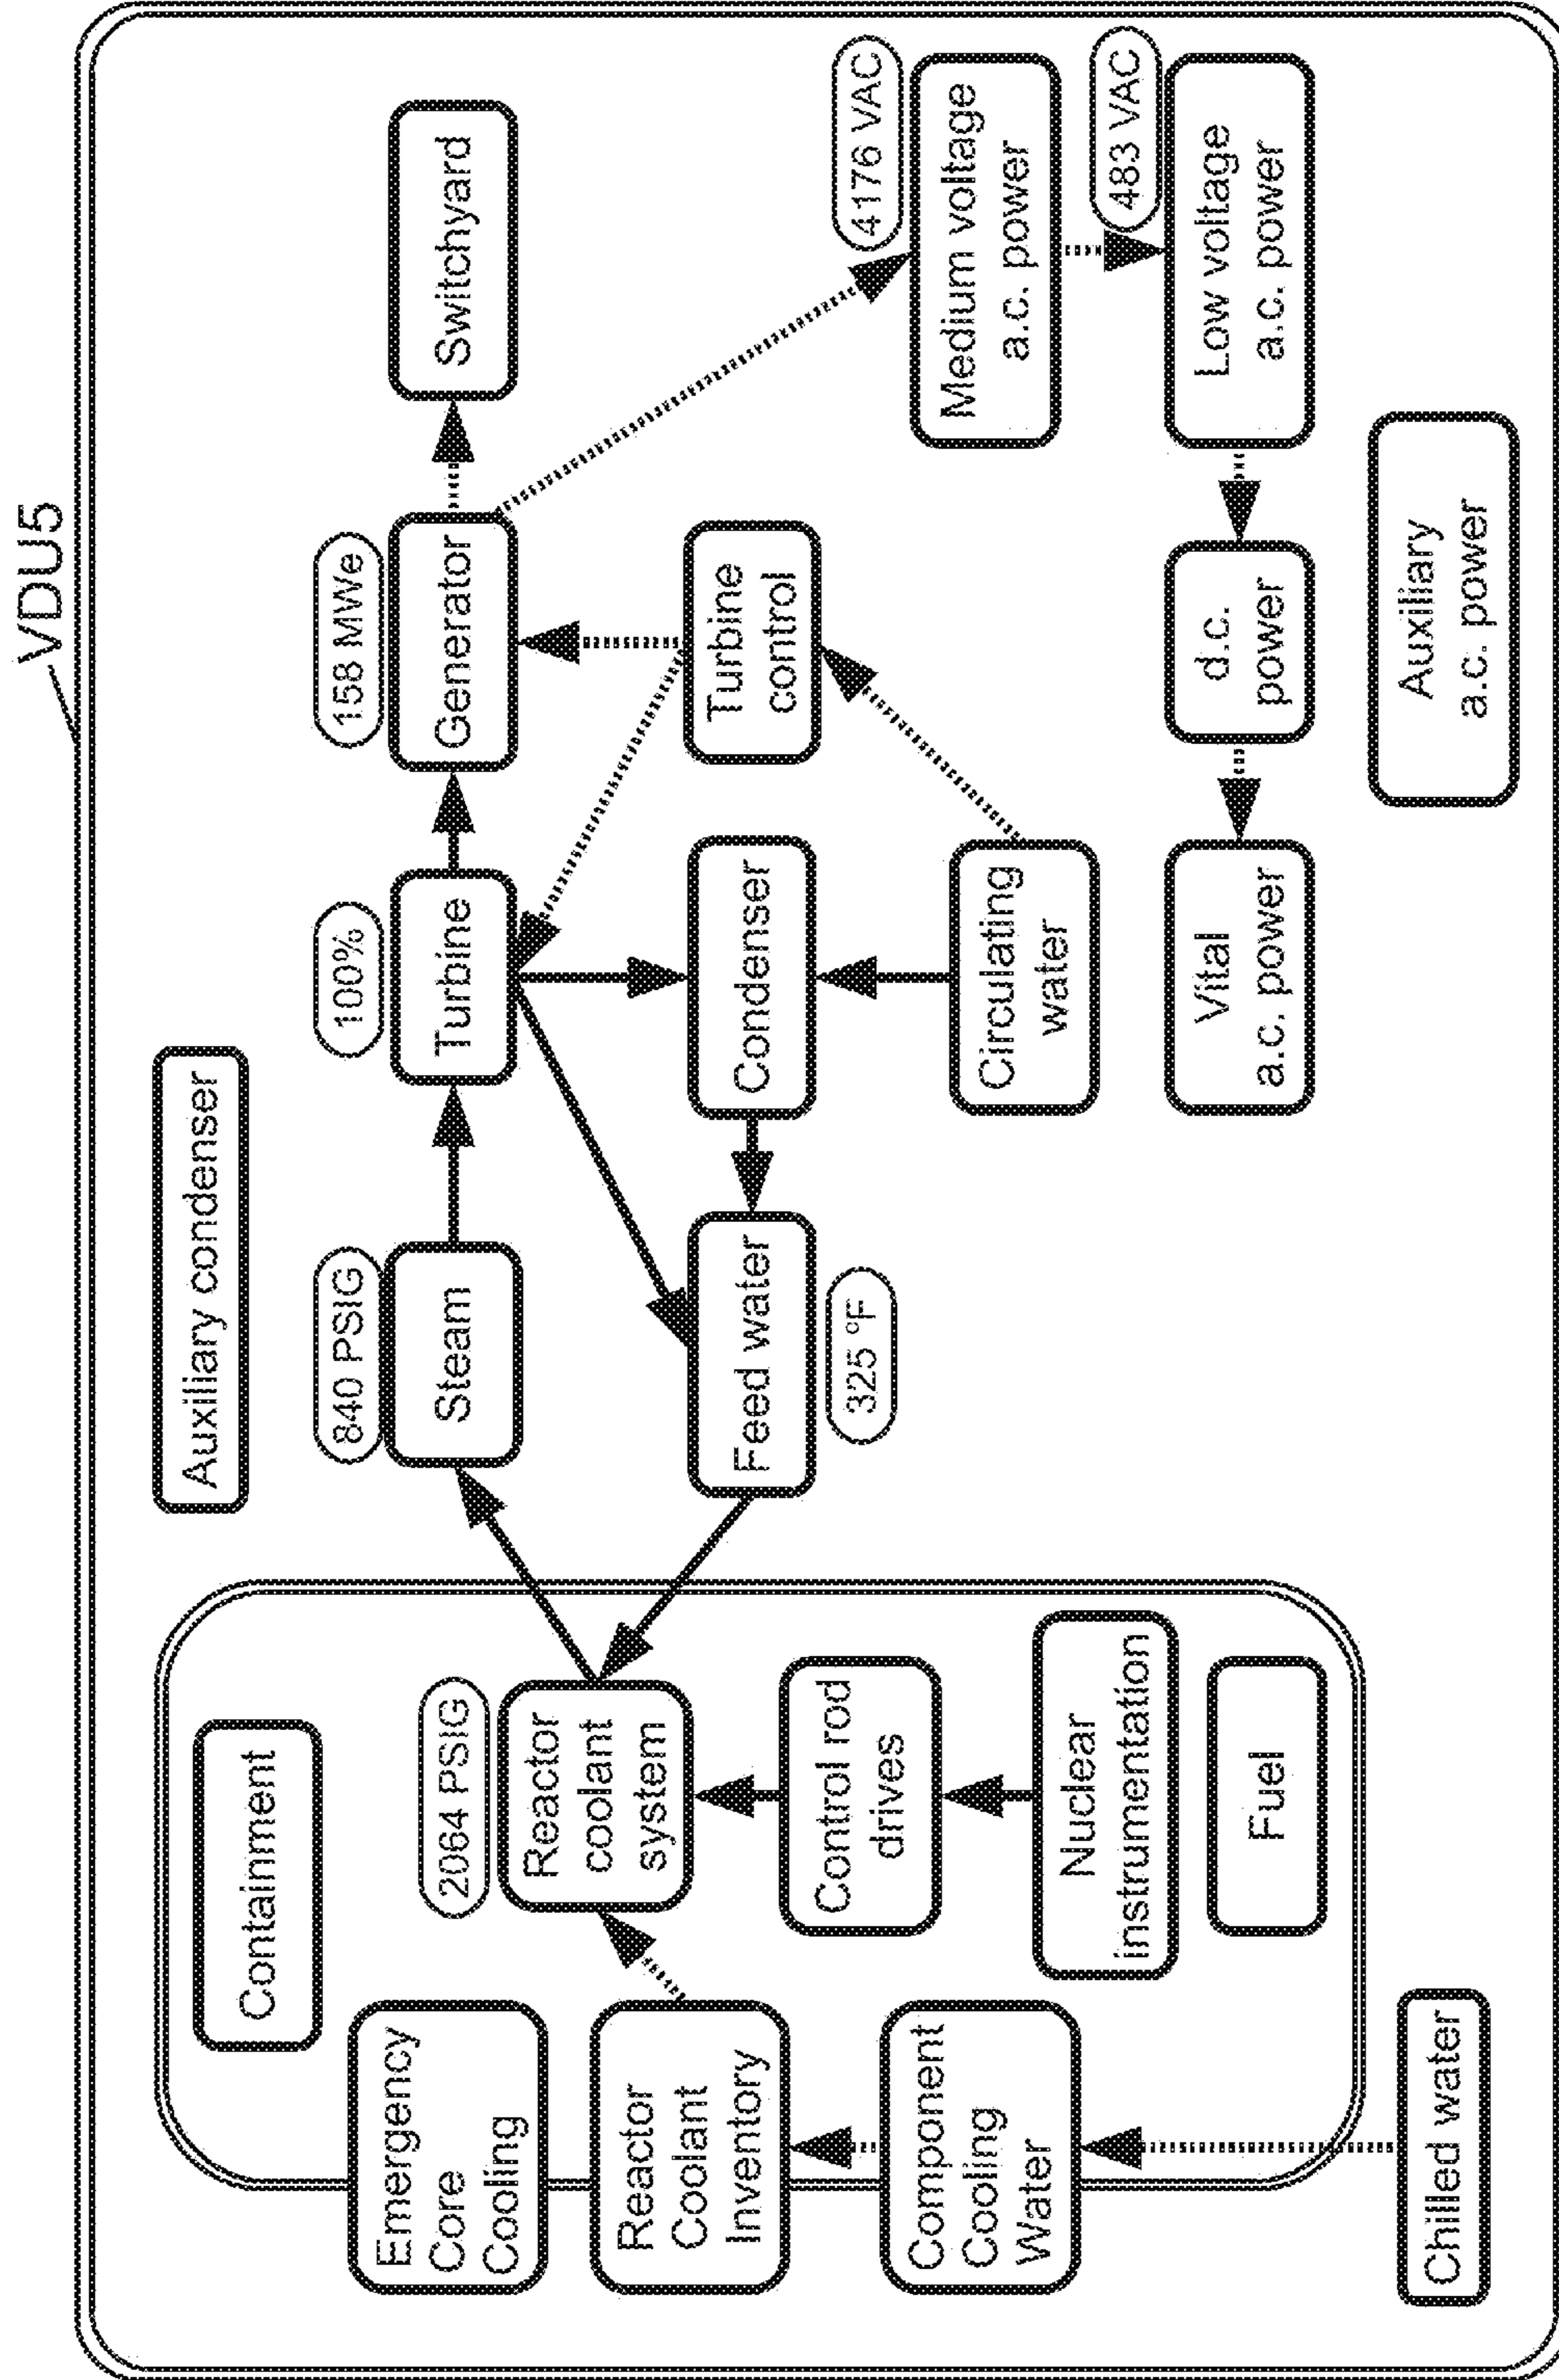 VDU5
Containment
Emergency
Core
Cooling
2064 PSIG
Reactor
coolant
system
Reactor
Coolant
Inventory
Control rod
drives
Component
Cooling
Water
Nuclear
instrumentation
Fuel
Chilled water
Auxiliary condenser
840 PSIG
Steam
100%
Turbine
158 MWe
Generator
Switchyard
Feed water
325 °F
Condenser
Turbine
control
Circulating
water
4176 VAC
Medium voltage
a.c. power
483 VAC
Low voltage
a.c. power
d.c.
power
Vital
a.c. power
Auxiliary
a.c. power